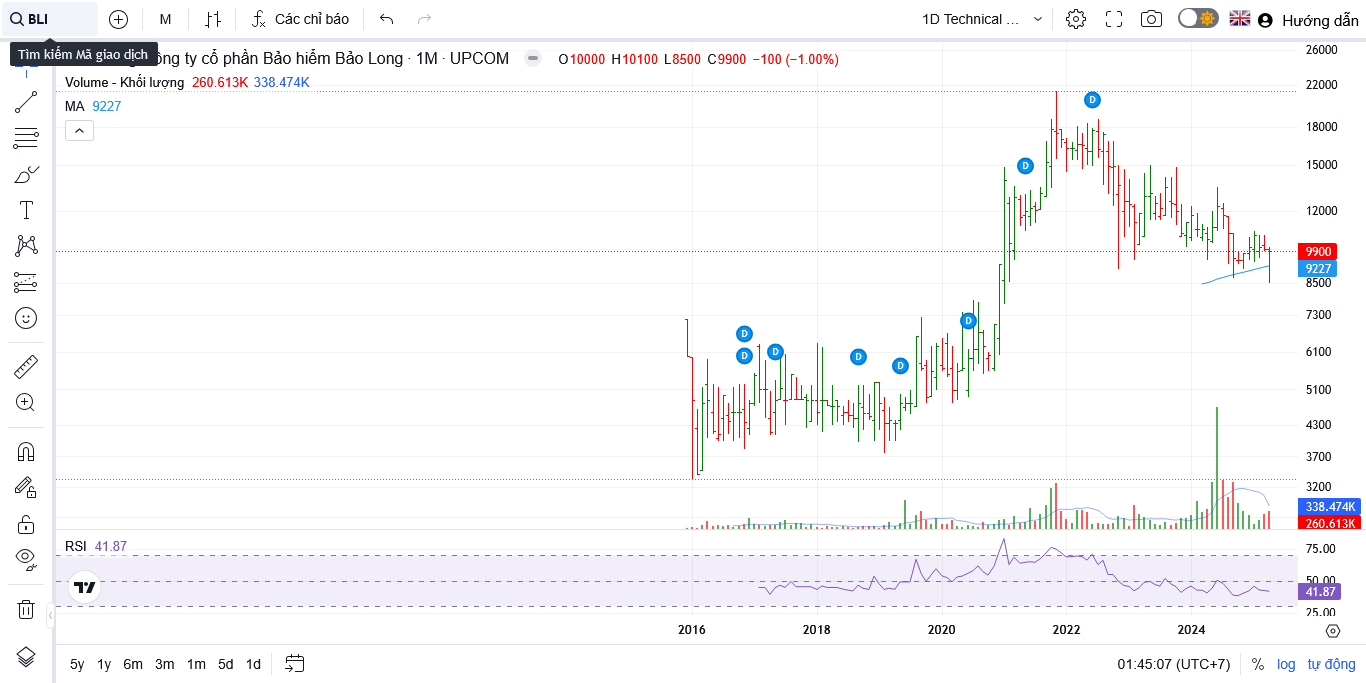 BLI
M
Các chỉ báo
1D Technical ...
Hướng dẫn
Tìm kiếm Mã giao dịch
ông ty cổ phần Bảo hiểm Bảo Long · 1M · UPCOM
O10000 H10100 L8500 C9900 −100 (−1.00%)
Volume - Khối lượng 260.613K 338.474K
MA 9227
26000
22000
18000
15000
12000
9900
9227
8500
7300
6100
5100
4300
3700
3200
338.474K
260.613K
D
D
D
D
D
D
D
D
RSI 41.87
75.00
50.00
41.87
25.00
2016 2018 2020 2022 2024
5y 1y 6m 3m 1m 5d 1d
01:45:07 (UTC+7) % log tự động